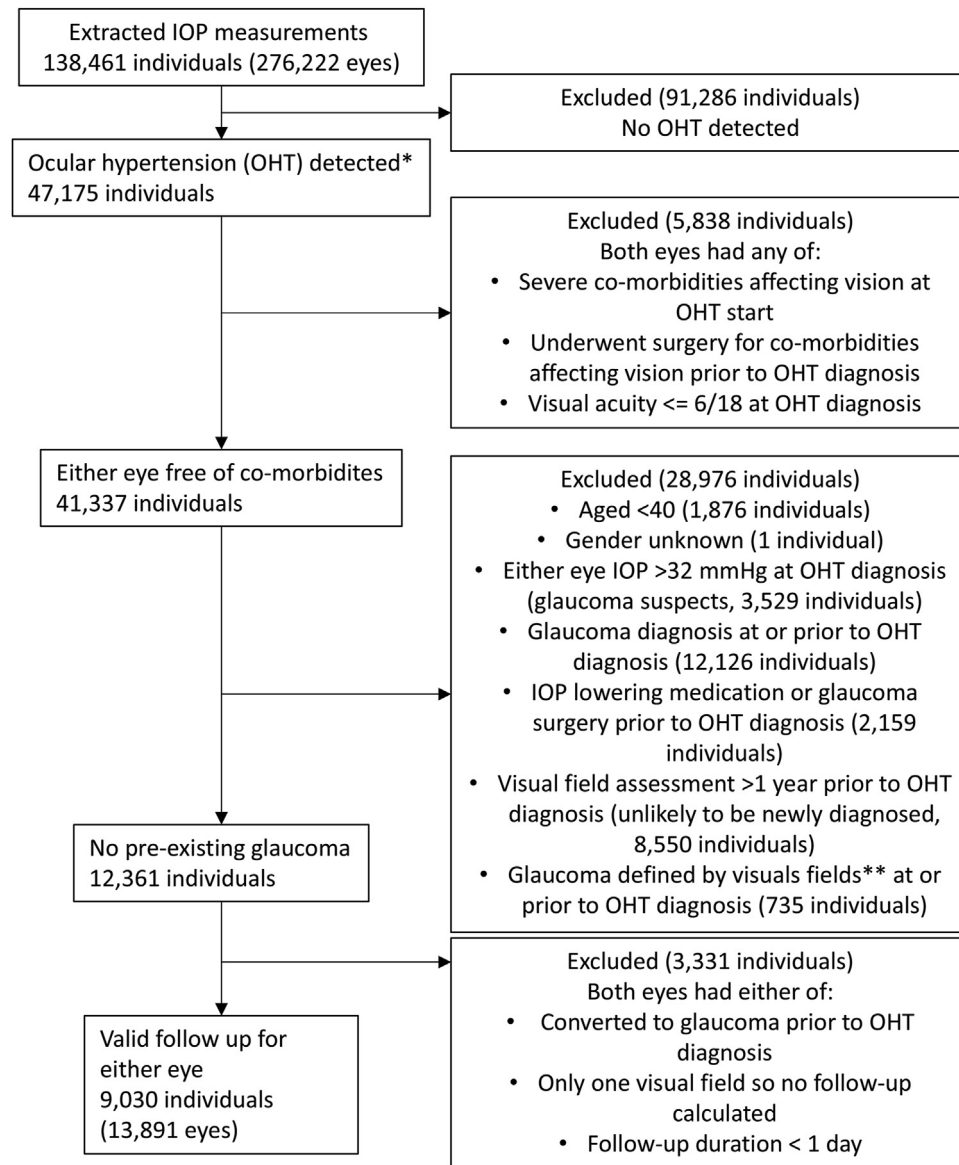 Extracted IOP measurements
138,461 individuals (276,222 eyes)
Excluded (91,286 individuals)
No OHT detected
Ocular hypertension (OHT) detected*
47,175 individuals
Excluded (5,838 individuals)
Both eyes had any of:
• Severe co-morbidities affecting vision at
OHT start
• Underwent surgery for co-morbidities
affecting vision prior to OHT diagnosis
• Visual acuity <= 6/18 at OHT diagnosis
Either eye free of co-morbidites
41,337 individuals
Excluded (28,976 individuals)
• Aged <40 (1,876 individuals)
• Gender unknown (1 individual)
• Either eye IOP >32 mmHg at OHT diagnosis
(glaucoma suspects, 3,529 individuals)
• Glaucoma diagnosis at or prior to OHT
diagnosis (12,126 individuals)
• IOP lowering medication or glaucoma
surgery prior to OHT diagnosis (2,159
individuals)
• Visual field assessment >1 year prior to OHT
diagnosis (unlikely to be newly diagnosed,
8,550 individuals)
• Glaucoma defined by visuals fields** at or
prior to OHT diagnosis (735 individuals)
No pre-existing glaucoma
12,361 individuals
Excluded (3,331 individuals)
Both eyes had either of:
• Converted to glaucoma prior to OHT
diagnosis
• Only one visual field so no follow-up
calculated
• Follow-up duration < 1 day
Valid follow up for
either eye
9,030 individuals
(13,891 eyes)